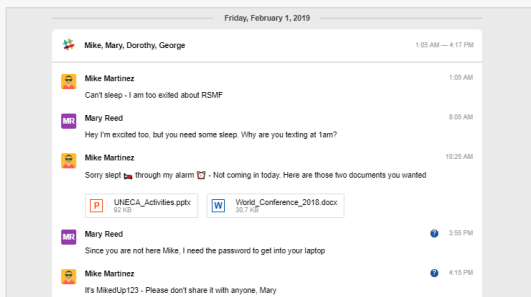 Friday, February 1, 2019
Mike, Mary, Dorothy, George
1:05 AM — 4:17 PM
Mike Martinez
1:05 AM
Can't sleep - I am too exited about RSMF
MR
Mary Reed
8:05 AM
Hey I'm excited too, but you need some sleep. Why are you texting at 1am?
Mike Martinez
10:25 AM
Sorry slept 🛌 through my alarm ⏰ - Not coming in today. Here are those two documents you wanted
P
UNECA_Activities.pptx
92 KB
W
World_Conference_2018.docx
30.7 KB
MR
Mary Reed
? 3:55 PM
Since you are not here Mike, I need the password to get into your laptop
Mike Martinez
? 4:15 PM
It's MikedUp123 - Please don't share it with anyone, Mary